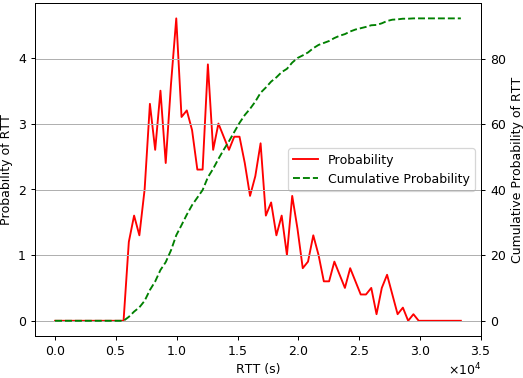 Probability of RTT
4
3
2
1
0
80
60
40
20
0
Cumulative Probability of RTT
Probability
Cumulative Probability
0.0 0.5 1.0 1.5 2.0 2.5 3.0 3.5
RTT (s)
×10⁴